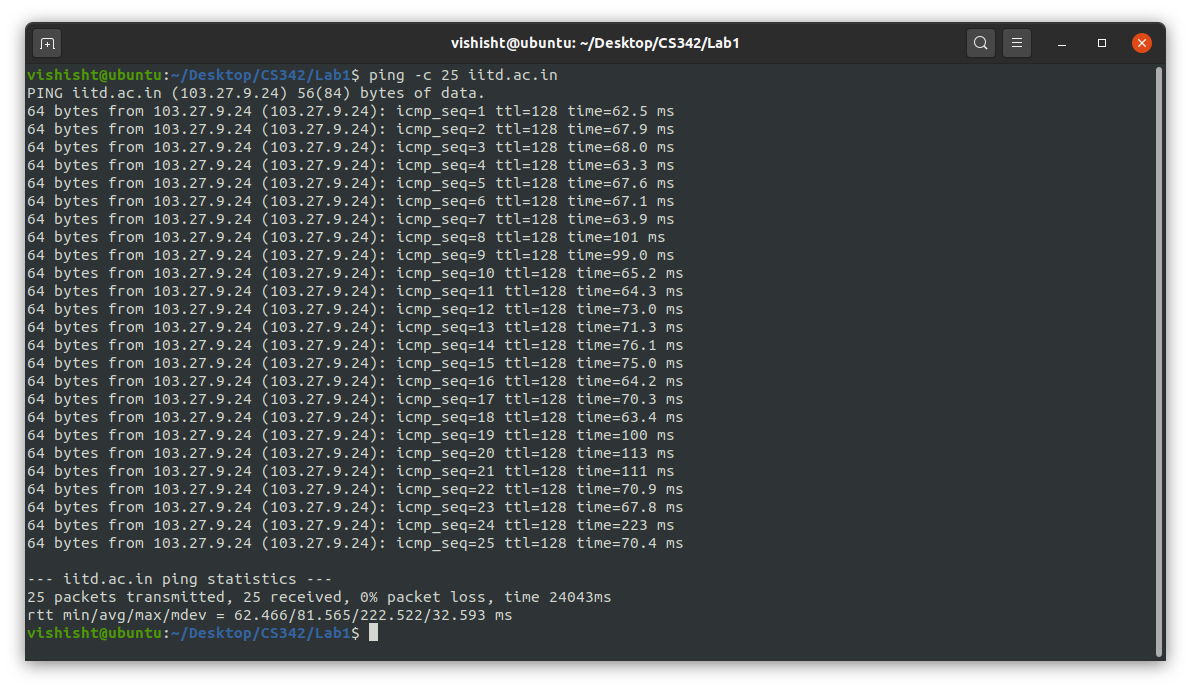 vishisht@ubuntu: ~/Desktop/CS342/Lab1
vishisht@ubuntu:~/Desktop/CS342/Lab1$ ping -c 25 iitd.ac.in
PING iitd.ac.in (103.27.9.24) 56(84) bytes of data.
64 bytes from 103.27.9.24 (103.27.9.24): icmp_seq=1 ttl=128 time=62.5 ms
64 bytes from 103.27.9.24 (103.27.9.24): icmp_seq=2 ttl=128 time=67.9 ms
64 bytes from 103.27.9.24 (103.27.9.24): icmp_seq=3 ttl=128 time=68.0 ms
64 bytes from 103.27.9.24 (103.27.9.24): icmp_seq=4 ttl=128 time=63.3 ms
64 bytes from 103.27.9.24 (103.27.9.24): icmp_seq=5 ttl=128 time=67.6 ms
64 bytes from 103.27.9.24 (103.27.9.24): icmp_seq=6 ttl=128 time=67.1 ms
64 bytes from 103.27.9.24 (103.27.9.24): icmp_seq=7 ttl=128 time=63.9 ms
64 bytes from 103.27.9.24 (103.27.9.24): icmp_seq=8 ttl=128 time=101 ms
64 bytes from 103.27.9.24 (103.27.9.24): icmp_seq=9 ttl=128 time=99.0 ms
64 bytes from 103.27.9.24 (103.27.9.24): icmp_seq=10 ttl=128 time=65.2 ms
64 bytes from 103.27.9.24 (103.27.9.24): icmp_seq=11 ttl=128 time=64.3 ms
64 bytes from 103.27.9.24 (103.27.9.24): icmp_seq=12 ttl=128 time=73.0 ms
64 bytes from 103.27.9.24 (103.27.9.24): icmp_seq=13 ttl=128 time=71.3 ms
64 bytes from 103.27.9.24 (103.27.9.24): icmp_seq=14 ttl=128 time=76.1 ms
64 bytes from 103.27.9.24 (103.27.9.24): icmp_seq=15 ttl=128 time=75.0 ms
64 bytes from 103.27.9.24 (103.27.9.24): icmp_seq=16 ttl=128 time=64.2 ms
64 bytes from 103.27.9.24 (103.27.9.24): icmp_seq=17 ttl=128 time=70.3 ms
64 bytes from 103.27.9.24 (103.27.9.24): icmp_seq=18 ttl=128 time=63.4 ms
64 bytes from 103.27.9.24 (103.27.9.24): icmp_seq=19 ttl=128 time=100 ms
64 bytes from 103.27.9.24 (103.27.9.24): icmp_seq=20 ttl=128 time=113 ms
64 bytes from 103.27.9.24 (103.27.9.24): icmp_seq=21 ttl=128 time=111 ms
64 bytes from 103.27.9.24 (103.27.9.24): icmp_seq=22 ttl=128 time=70.9 ms
64 bytes from 103.27.9.24 (103.27.9.24): icmp_seq=23 ttl=128 time=67.8 ms
64 bytes from 103.27.9.24 (103.27.9.24): icmp_seq=24 ttl=128 time=223 ms
64 bytes from 103.27.9.24 (103.27.9.24): icmp_seq=25 ttl=128 time=70.4 ms
--- iitd.ac.in ping statistics ---
25 packets transmitted, 25 received, 0% packet loss, time 24043ms
rtt min/avg/max/mdev = 62.466/81.565/222.522/32.593 ms
vishisht@ubuntu:~/Desktop/CS342/Lab1$